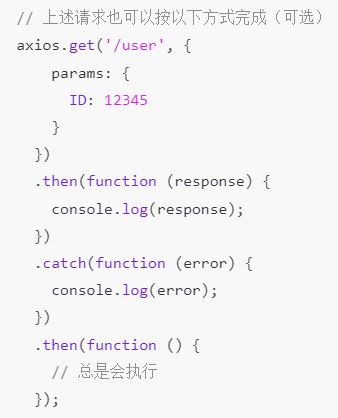 // 上述请求也可以按以下方式完成（可选）
axios.get('/user', {
    params: {
      ID: 12345
    }
  })
  .then(function (response) {
    console.log(response);
  })
  .catch(function (error) {
    console.log(error);
  })
  .then(function () {
    // 总是会执行
  });